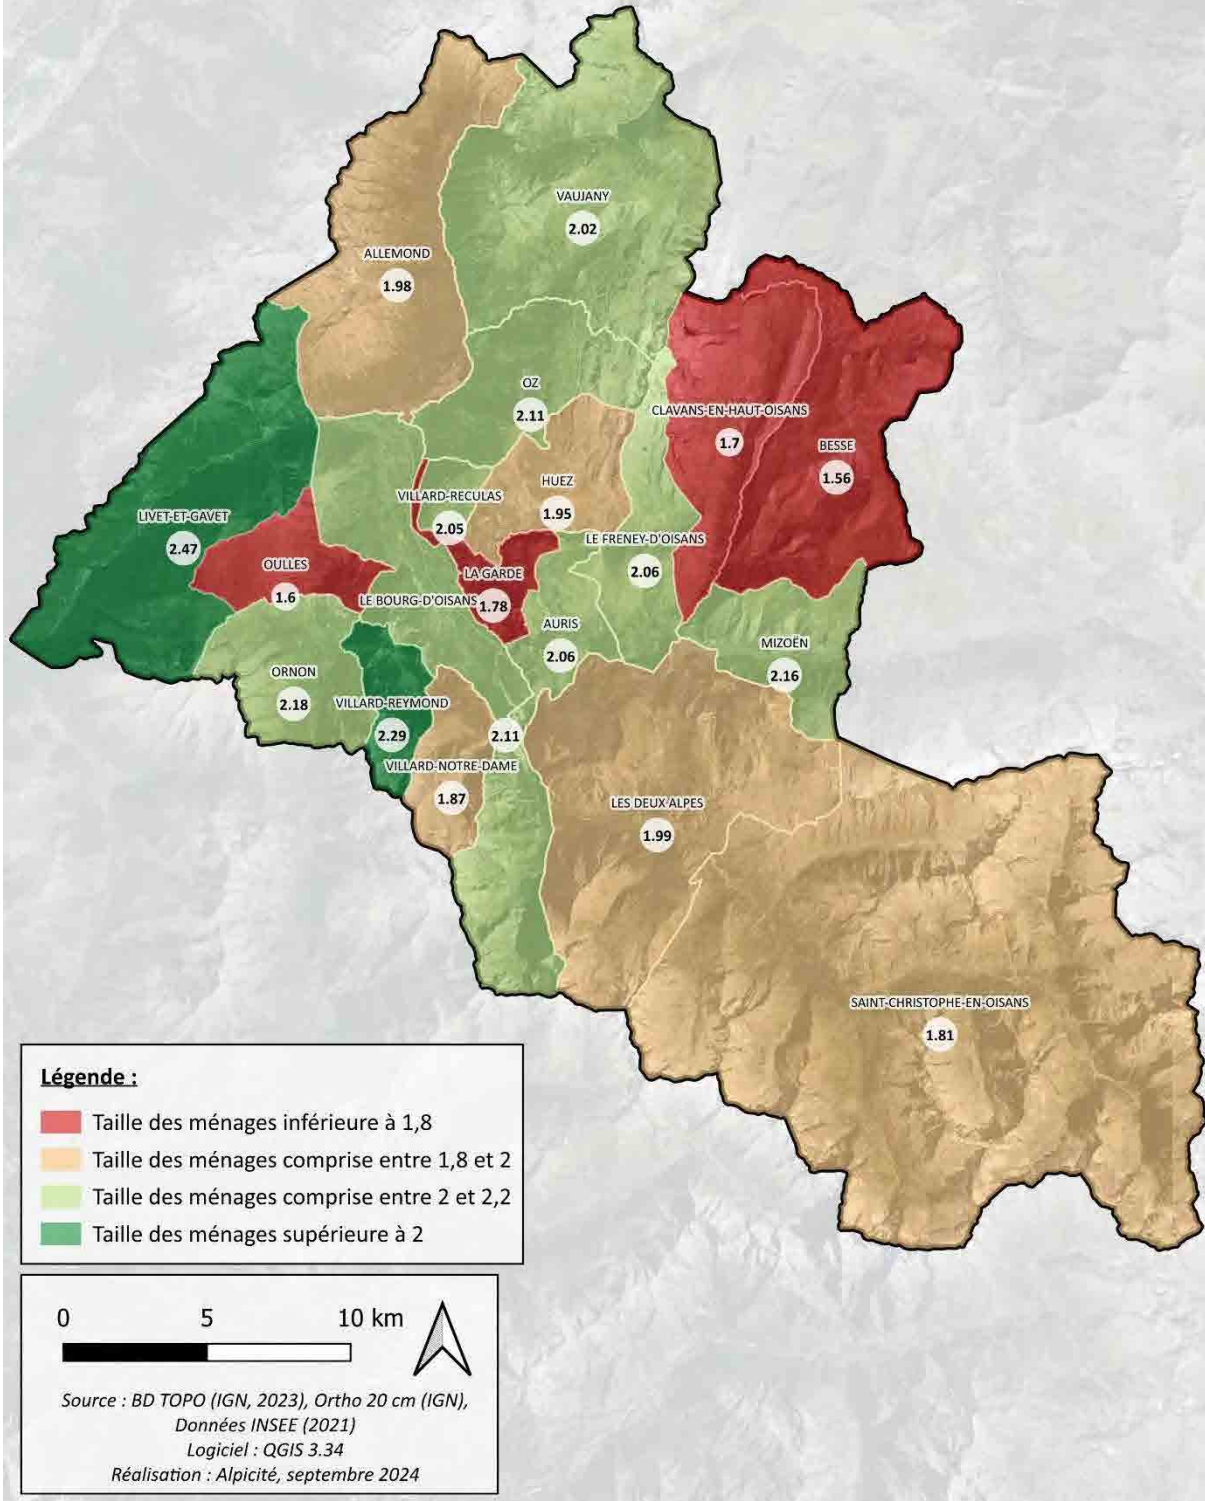 VAUJANY
2.02
ALLEMOND
1.98
OZ
2.11
CLAVANS-EN-HAUT-OISANS
1.7
BESSE
1.56
HUEZ
1.95
VILLARD-RECULAS
2.05
LIVET-ET-GAVET
2.47
LE FRENEY-D'OISANS
2.06
OULLES
1.6
LA GARDE
1.78
LE BOURG-D'OISANS
AURIS
2.06
MIZOËN
2.16
ORNON
2.18
VILLARD-REYMOND
2.29
2.11
VILLARD-NOTRE-DAME
1.87
LES DEUX ALPES
1.99
SAINT-CHRISTOPHE-EN-OISANS
1.81
Légende :
Taille des ménages inférieure à 1,8
Taille des ménages comprise entre 1,8 et 2
Taille des ménages comprise entre 2 et 2,2
Taille des ménages supérieure à 2
0 5 10 km
Source : BD TOPO (IGN, 2023), Ortho 20 cm (IGN),
Données INSEE (2021)
Logiciel : QGIS 3.34
Réalisation : Alpicité, septembre 2024